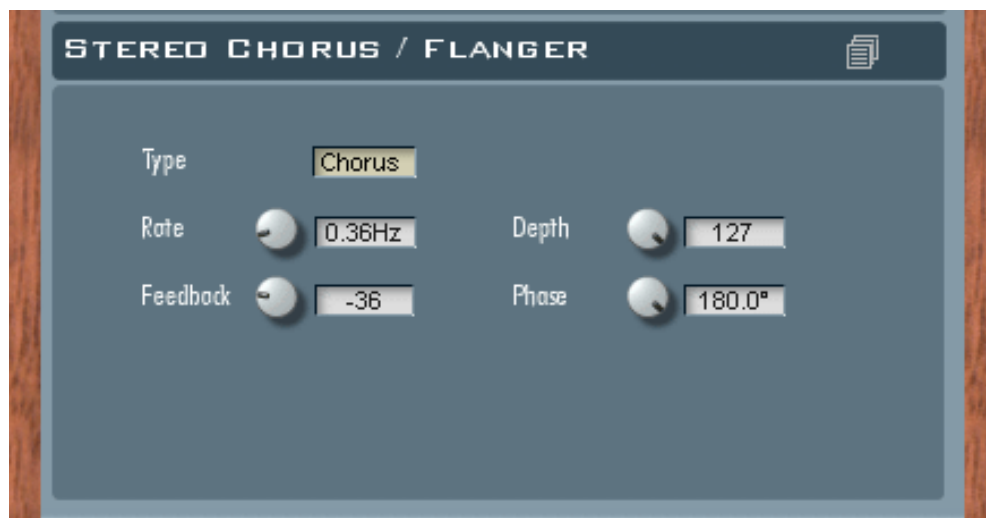 STEREO CHORUS / FLANGER
Type Chorus
Rate 0.36Hz Depth 127
Feedback -36 Phase 180.0°